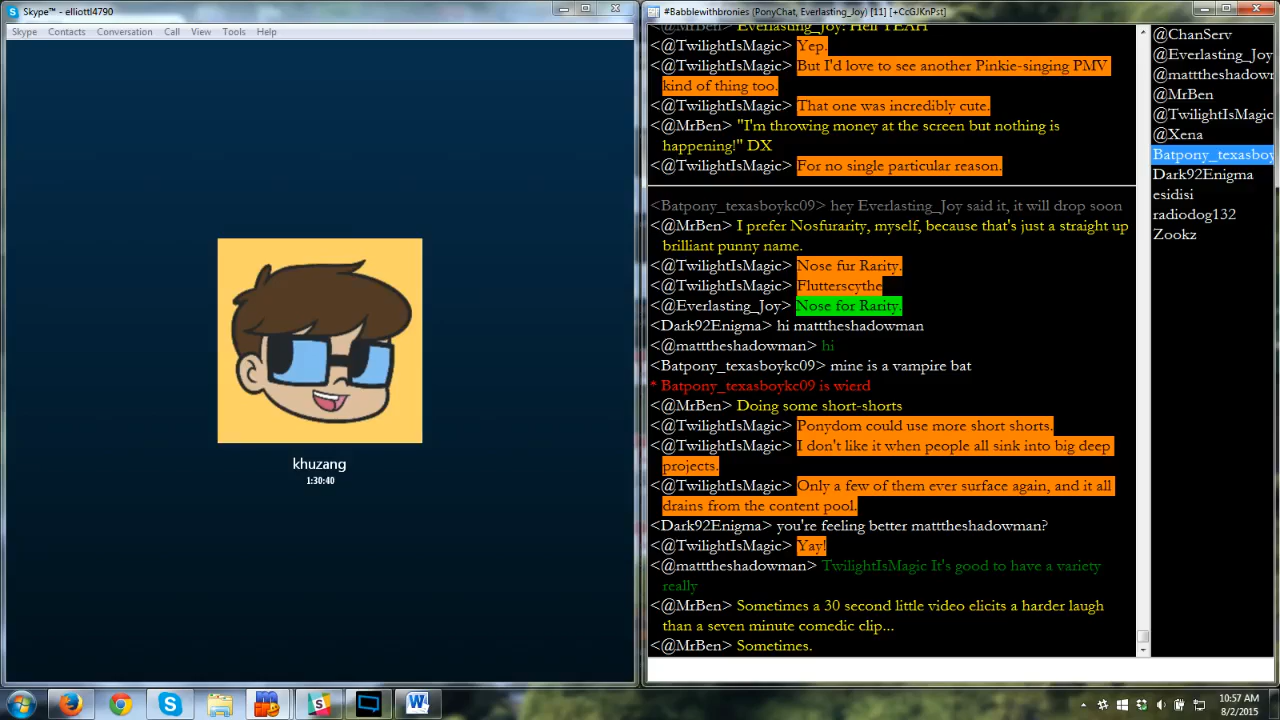 Skype™ - elliottl4790
Skype Contacts Conversation Call View Tools Help
khuzang
1:30:40
#Babblewithbronies (PonyChat, Everlasting_Joy) [11] [+CcGJKnPst]
<@MrBen> Everlasting_Joy! Hell YEAH
<@TwilightIsMagic> Yep.
<@TwilightIsMagic> But I'd love to see another Pinkie-singing PMV
kind of thing too.
<@TwilightIsMagic> That one was incredibly cute.
<@MrBen> "I'm throwing money at the screen but nothing is
happening!" DX
<@TwilightIsMagic> For no single particular reason.
<Batpony_texasboykc09> hey Everlasting_Joy said it, it will drop soon
<@MrBen> I prefer Nosfurarity, myself, because that's just a straight up
brilliant punny name.
<@TwilightIsMagic> Nose fur Rarity.
<@TwilightIsMagic> Flutterscythe
<@Everlasting_Joy> Nose for Rarity.
<Dark92Enigma> hi matttheshadowman
<@matttheshadowman> hi
<Batpony_texasboykc09> mine is a vampire bat
* Batpony_texasboykc09 is wierd
<@MrBen> Doing some short-shorts
<@TwilightIsMagic> Ponydom could use more short shorts.
<@TwilightIsMagic> I don't like it when people all sink into big deep
projects.
<@TwilightIsMagic> Only a few of them ever surface again, and it all
drains from the content pool.
<Dark92Enigma> you're feeling better matttheshadowman?
<@TwilightIsMagic> Yay!
<@matttheshadowman> TwilightIsMagic It's good to have a variety
really
<@MrBen> Sometimes a 30 second little video elicits a harder laugh
than a seven minute comedic clip...
<@MrBen> Sometimes.
@ChanServ
@Everlasting_Joy
@matttheshadown
@MrBen
@TwilightIsMagic
@Xena
Batpony_texasboy
Dark92Enigma
esidisi
radiodog132
Zookz
10:57 AM
8/2/2015